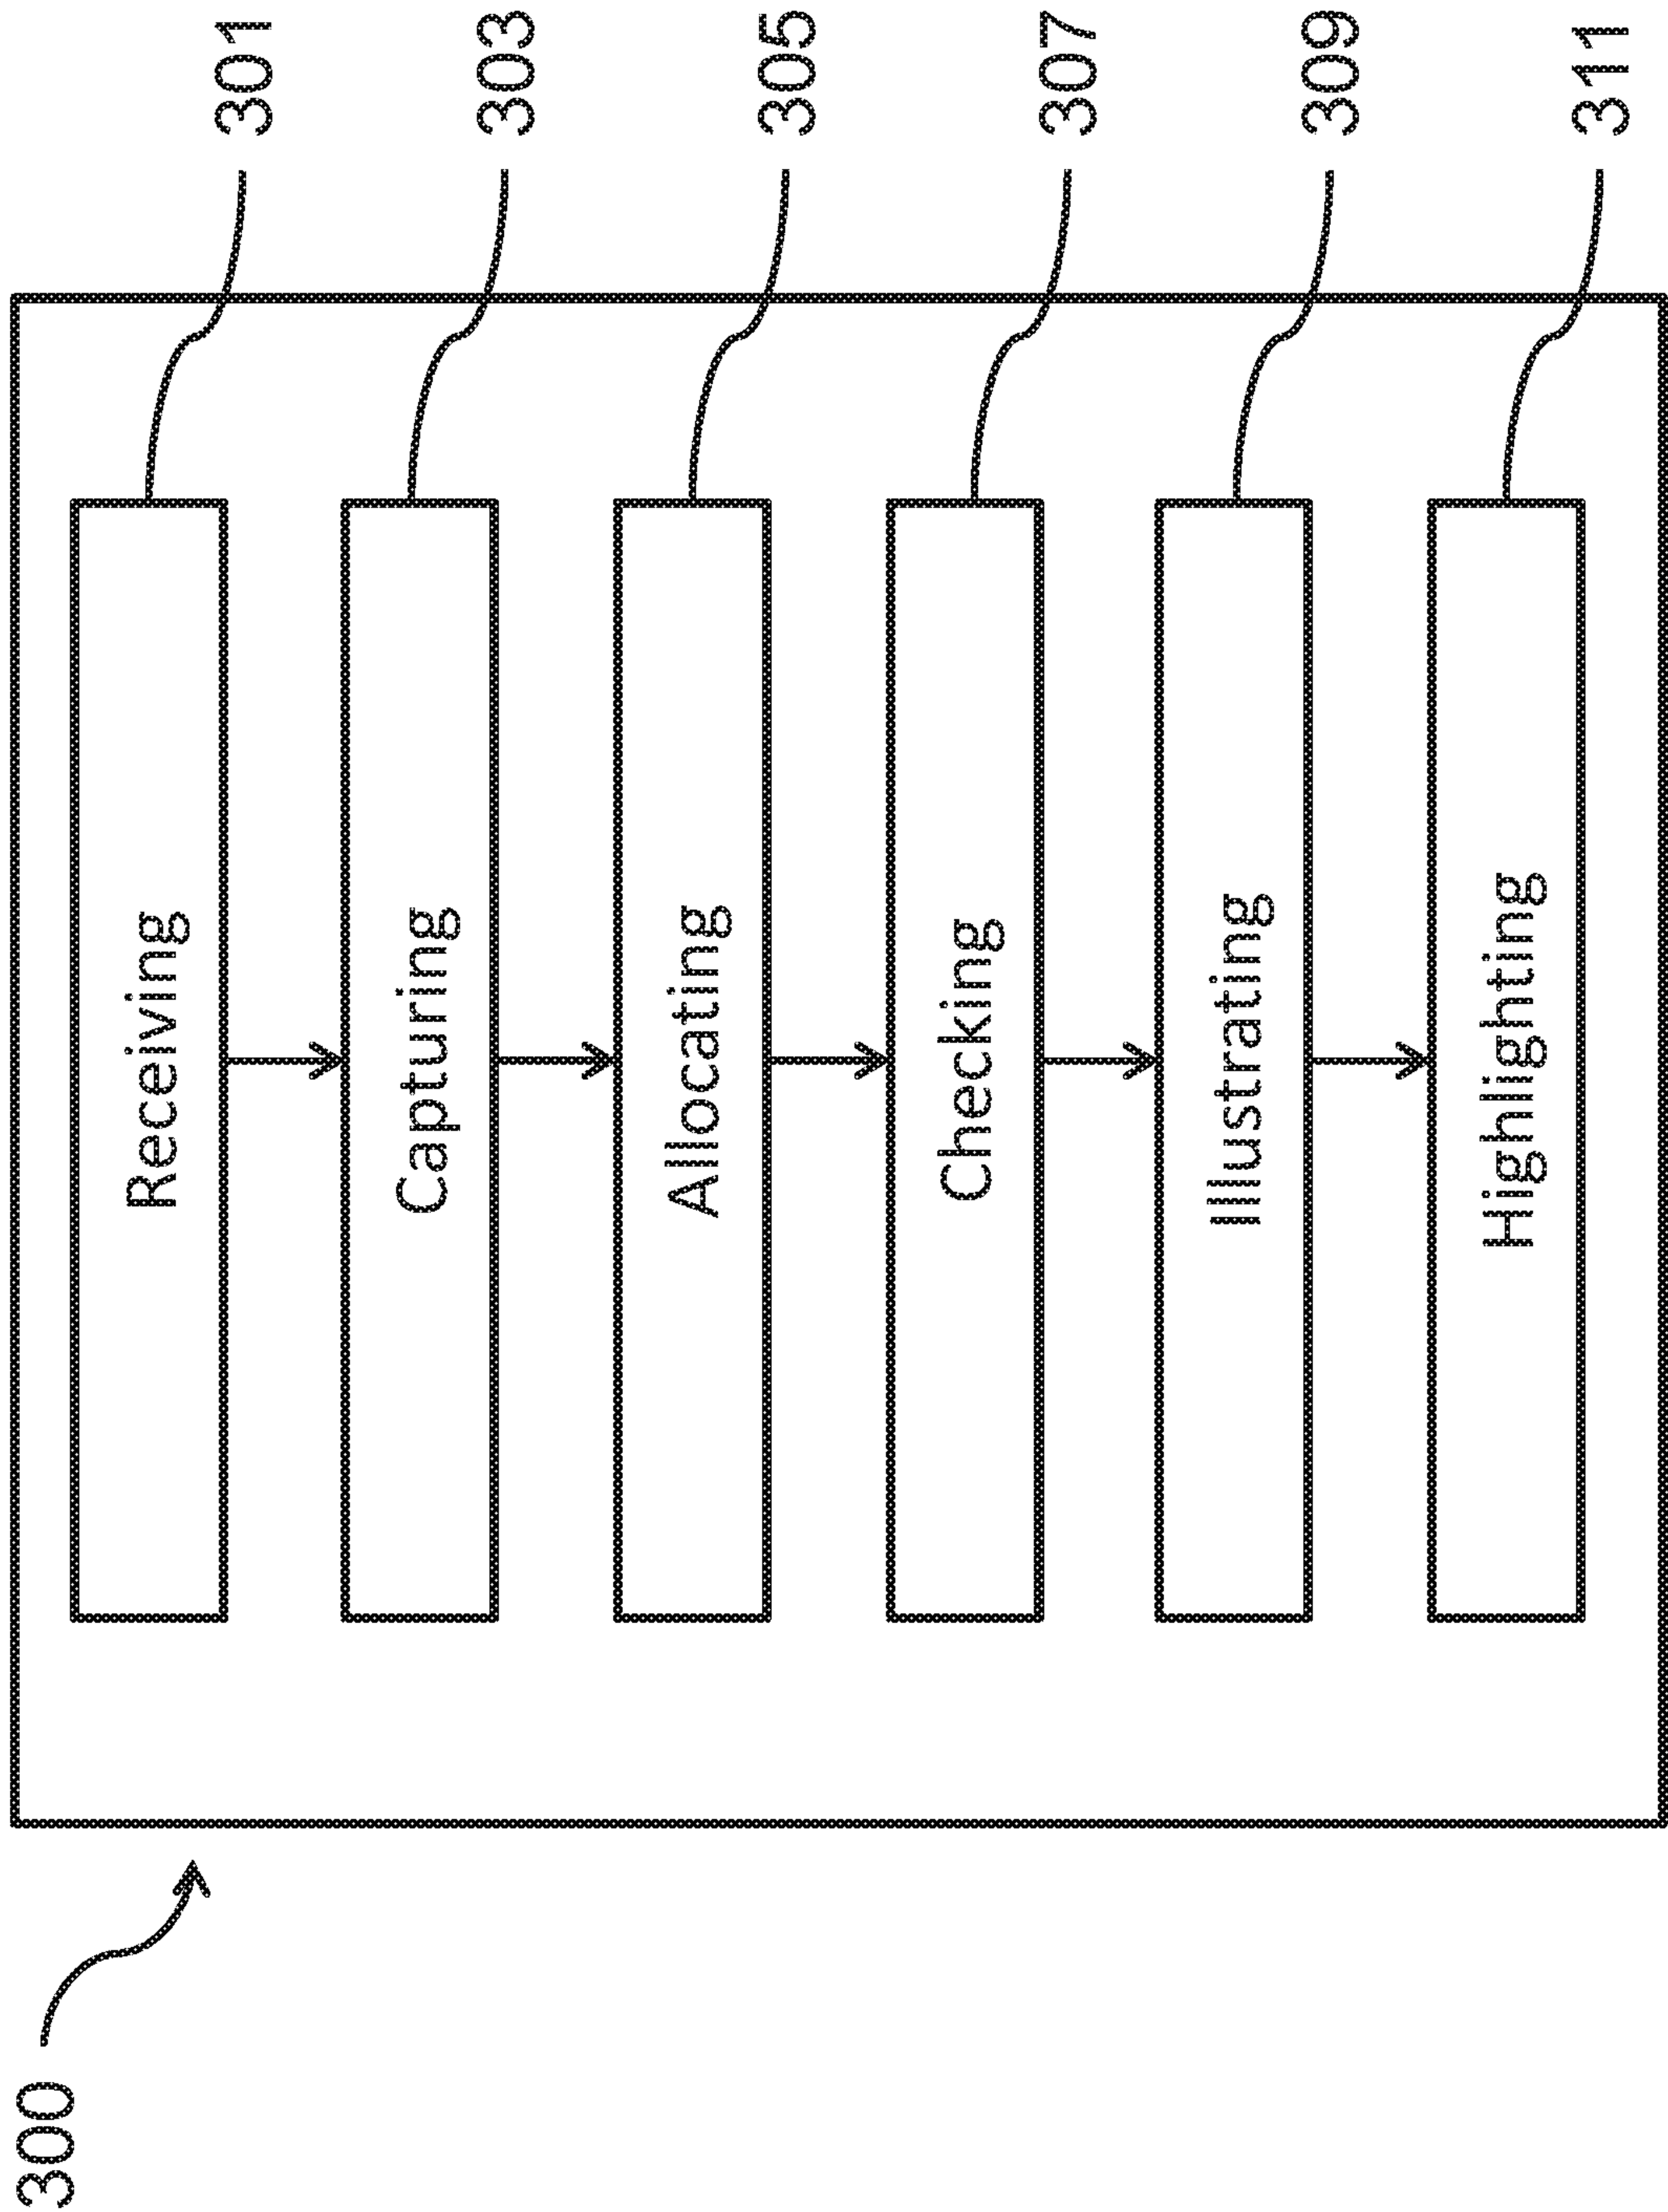 300
Receiving
301
Capturing
303
Allocating
305
Checking
307
Illustrating
309
Highlighting
311